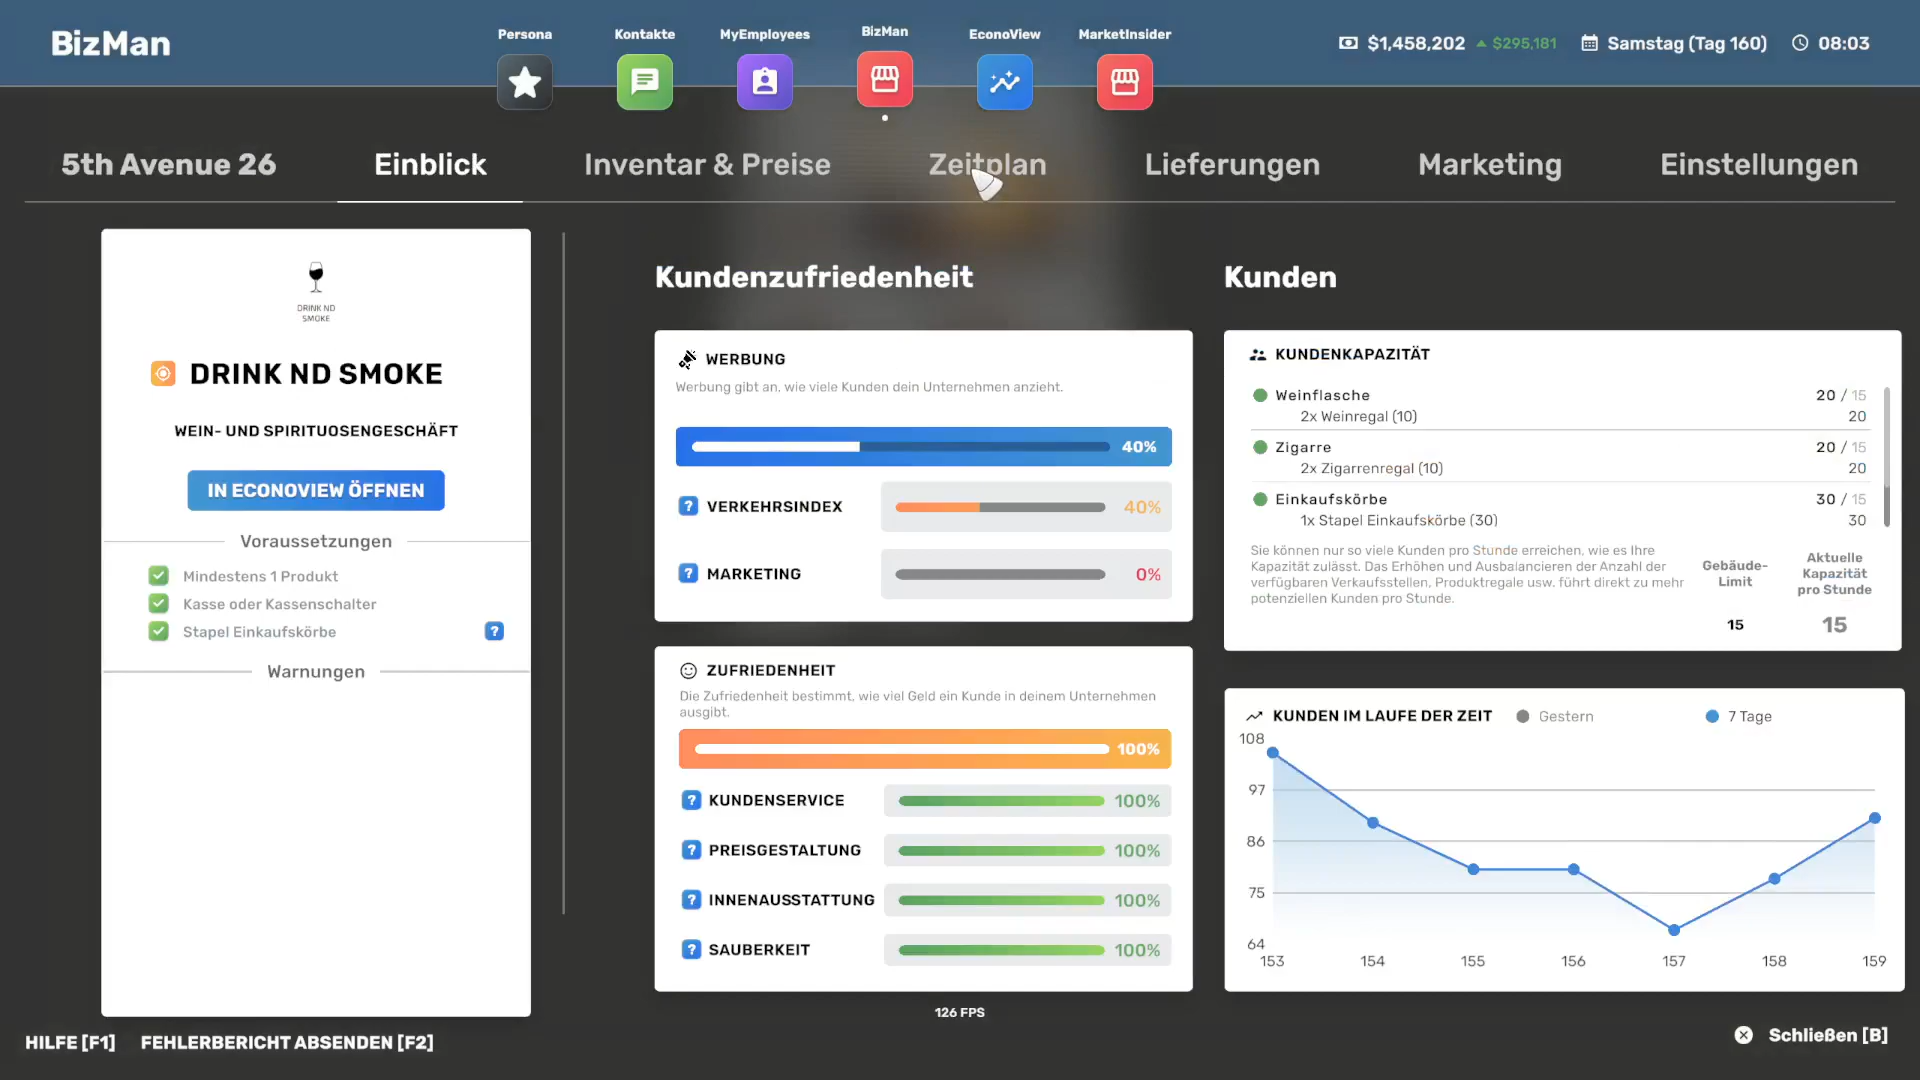 BizMan
Persona
Kontakte
MyEmployees
BizMan
EconoView
MarketInsider
$1,458,202
$295,181
Samstag (Tag 160)
08:03
5th Avenue 26
Einblick
Inventar & Preise
Zeitplan
Lieferungen
Marketing
Einstellungen
DRINK ND
SMOKE
DRINK ND SMOKE
WEIN- UND SPIRITUOSENGESCHÄFT
IN ECONOVIEW ÖFFNEN
Voraussetzungen
Mindestens 1 Produkt
Kasse oder Kassenschalter
Stapel Einkaufskörbe
?
Warnungen
Kundenzufriedenheit
WERBUNG
Werbung gibt an, wie viele Kunden dein Unternehmen anzieht.
40%
? VERKEHRSINDEX 40%
? MARKETING 0%
ZUFRIEDENHEIT
Die Zufriedenheit bestimmt, wie viel Geld ein Kunde in deinem Unternehmen
ausgibt.
100%
? KUNDENSERVICE 100%
? PREISGESTALTUNG 100%
? INNENAUSSTATTUNG 100%
? SAUBERKEIT 100%
Kunden
KUNDENKAPAZITÄT
Weinflasche 20 / 15
2x Weinregal (10) 20
Zigarre 20 / 15
2x Zigarrenregal (10) 20
Einkaufskörbe 30 / 15
1x Stapel Einkaufskörbe (30) 30
Sie können nur so viele Kunden pro Stunde erreichen, wie es Ihre
Kapazität zulässt. Das Erhöhen und Ausbalancieren der Anzahl der
verfügbaren Verkaufsstellen, Produktregale usw. führt direkt zu mehr
potenziellen Kunden pro Stunde.
Gebäude-
Limit
15
Aktuelle
Kapazität
pro Stunde
15
KUNDEN IM LAUFE DER ZEIT
Gestern
7 Tage
108
97
86
75
64
153 154 155 156 157 158 159
126 FPS
HILFE [F1]
FEHLERBERICHT ABSENDEN [F2]
Schließen [B]